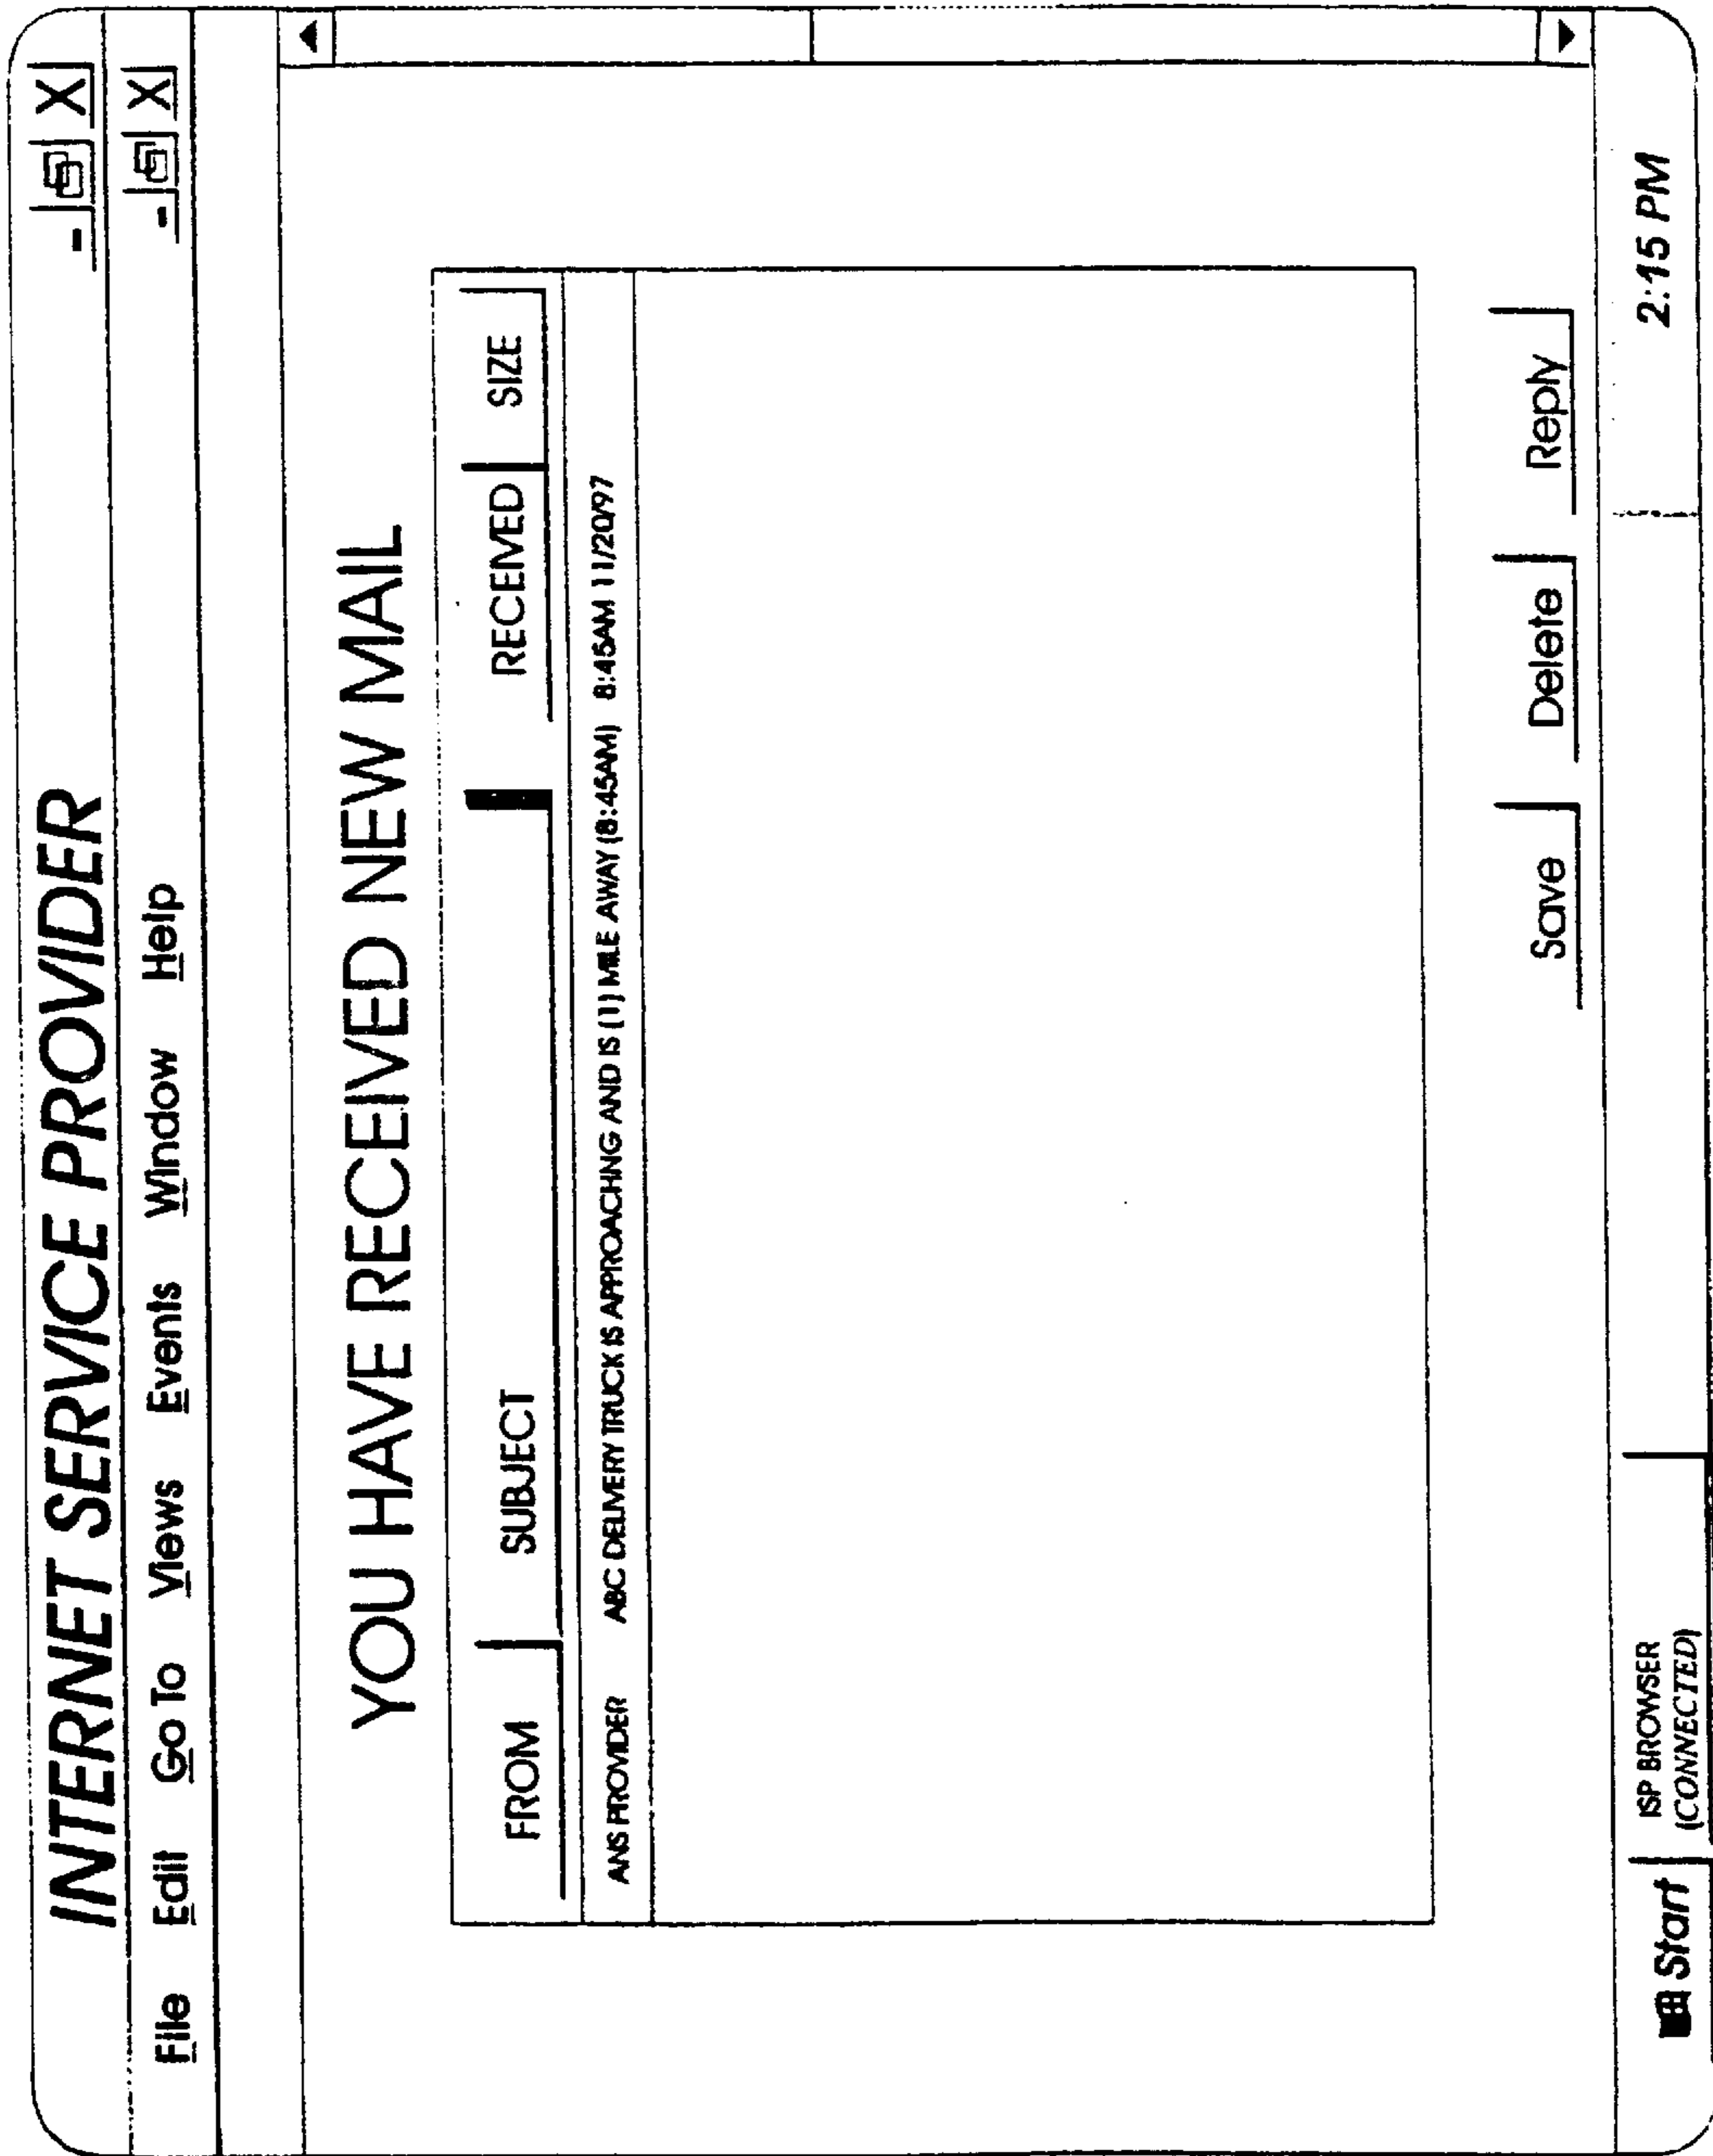 INTERNET SERVICE PROVIDER
File Edit Go To Views Events Window Help
YOU HAVE RECEIVED NEW MAIL
FROM SUBJECT RECEIVED SIZE
ANS PROVIDER ABC DELIVERY TRUCK IS APPROACHING AND IS (1) MILE AWAY (8:45AM) 8:45AM 11/20/97
Save Delete Reply
Start ISP BROWSER 2:15 PM
(CONNECTED)